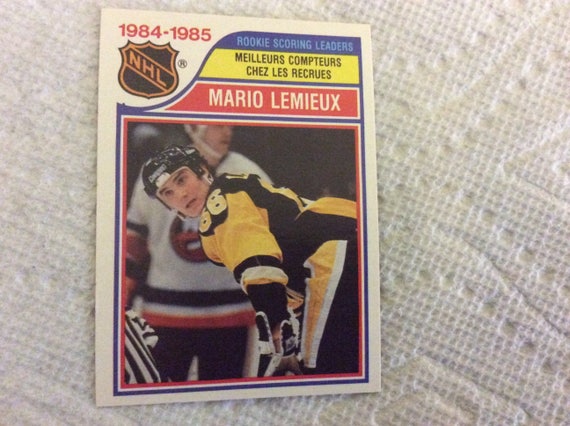 1984-1985
ROOKIE SCORING LEADERS
MEILLEURS COMPTEURS
CHEZ LES RECRUES
NHL
®
MARIO LEMIEUX
66